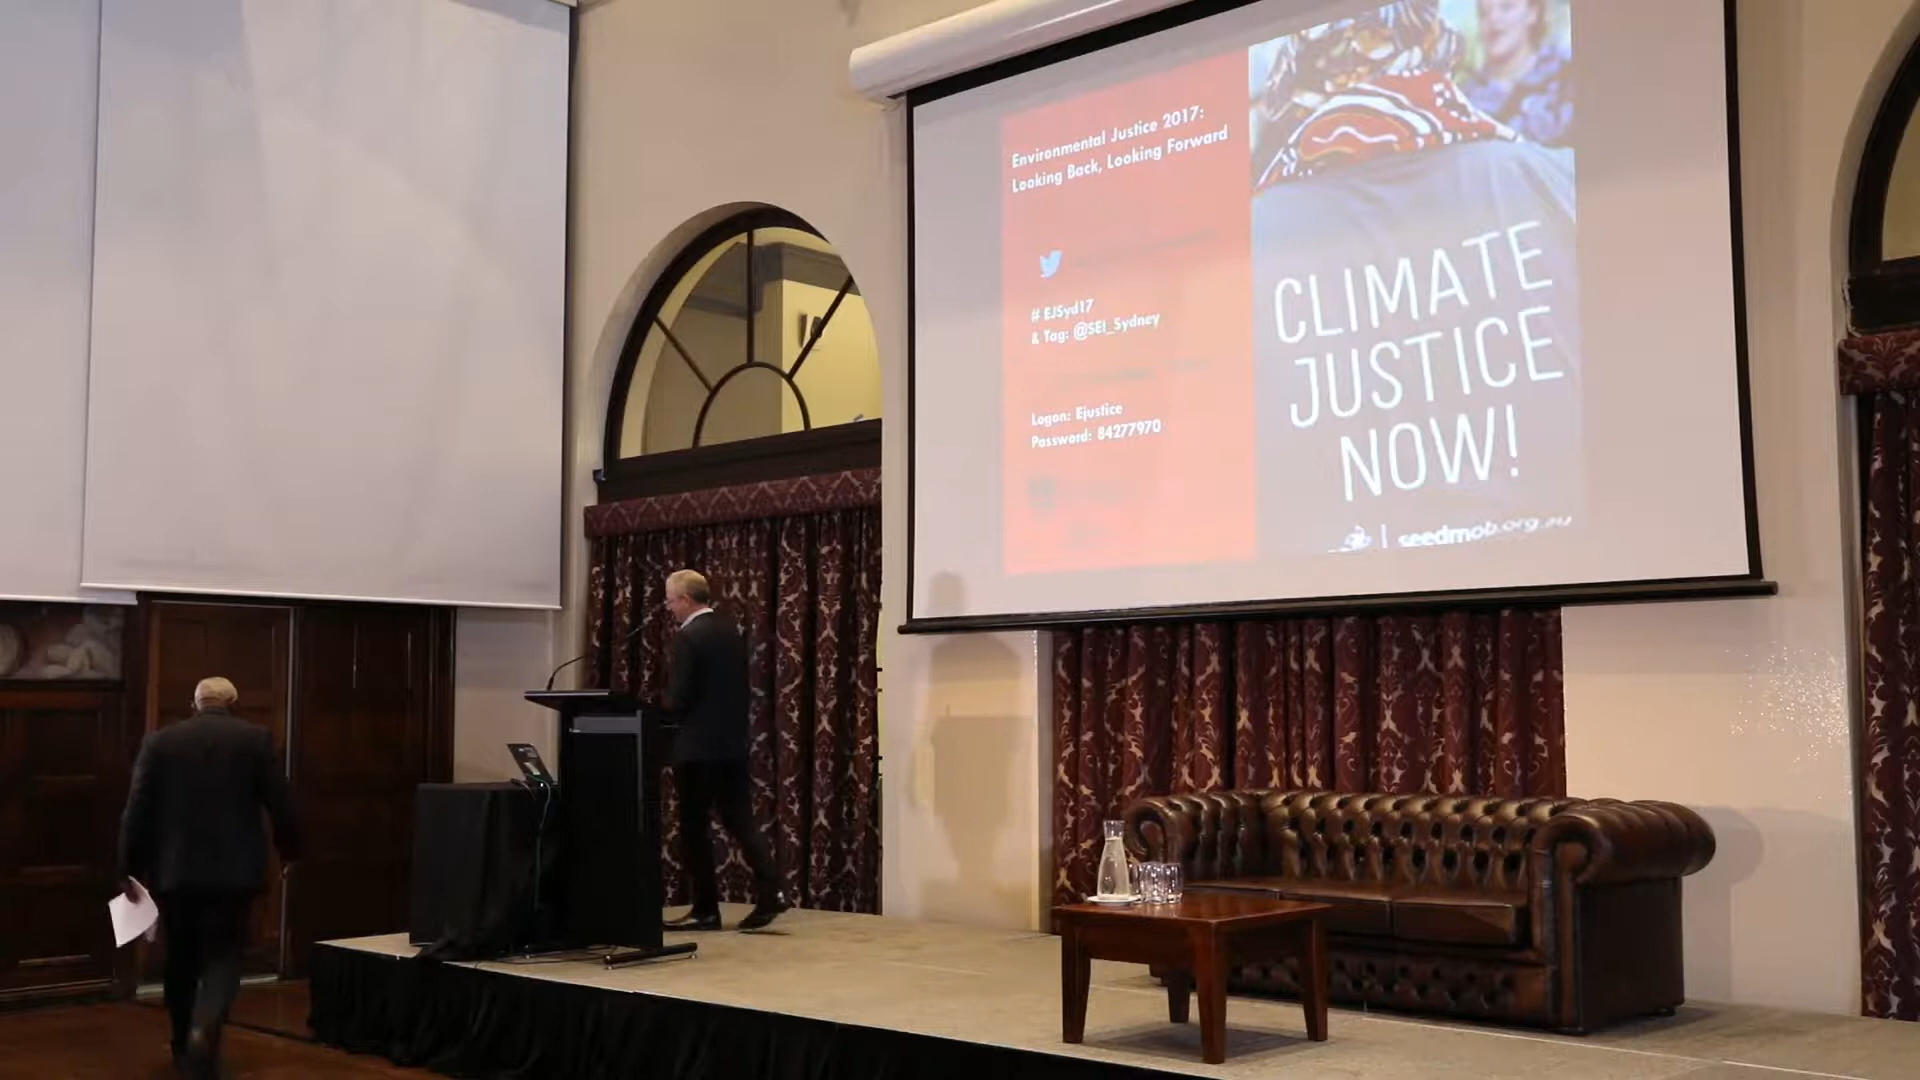 Environmental Justice 2017:
Looking Back, Looking Forward
# EJSyd17
& Tag: @SEI_Sydney
Logon: Ejustice
Password: 84277970
CLIMATE
JUSTICE
NOW!
seedmob.org.au